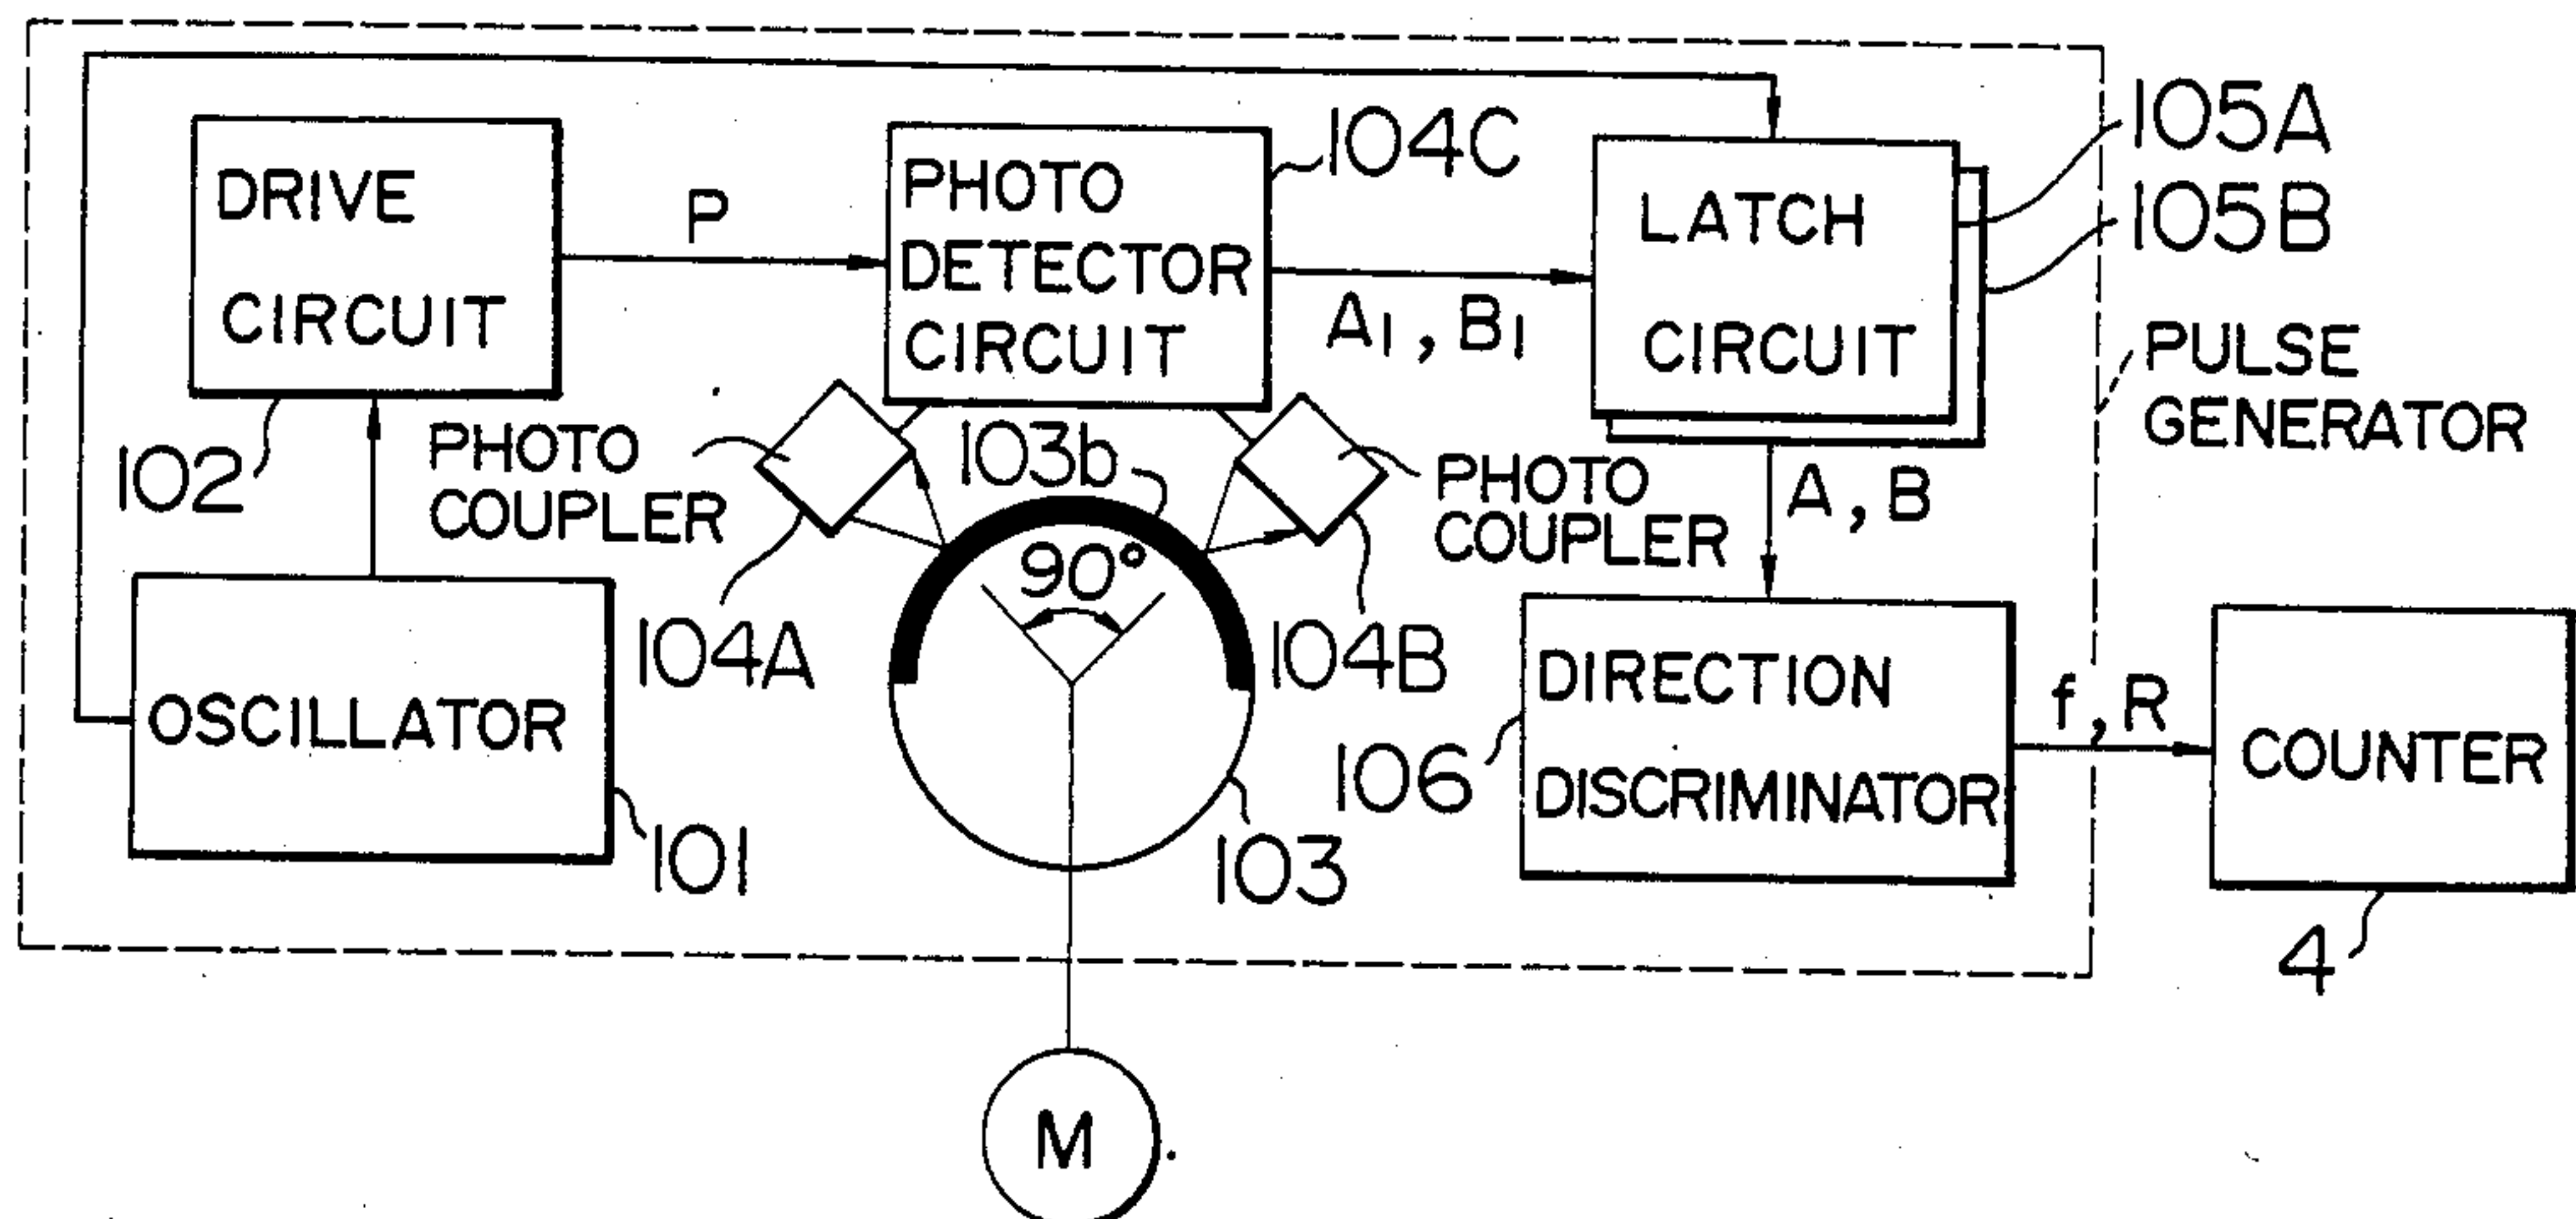 DRIVE
CIRCUIT
102
P
PHOTO
DETECTOR
CIRCUIT
104C
A1, B1
LATCH
CIRCUIT
105A
105B
PULSE
GENERATOR
PHOTO
COUPLER
104A
103b
90°
PHOTO
COUPLER
104B
A, B
OSCILLATOR
101
103
DIRECTION
DISCRIMINATOR
106
f, R
COUNTER
4
M